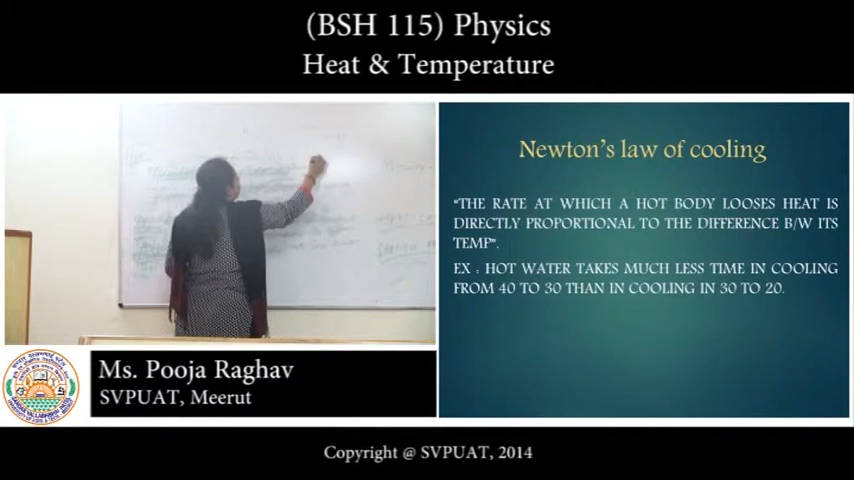 (BSH 115) Physics
Heat & Temperature
Newton's law of cooling
"THE RATE AT WHICH A HOT BODY LOOSES HEAT IS
DIRECTLY PROPORTIONAL TO THE DIFFERENCE B/W ITS
TEMP".
EX : HOT WATER TAKES MUCH LESS TIME IN COOLING
FROM 40 TO 30 THAN IN COOLING IN 30 TO 20.
Ms. Pooja Raghav
SVPUAT, Meerut
Copyright @ SVPUAT, 2014